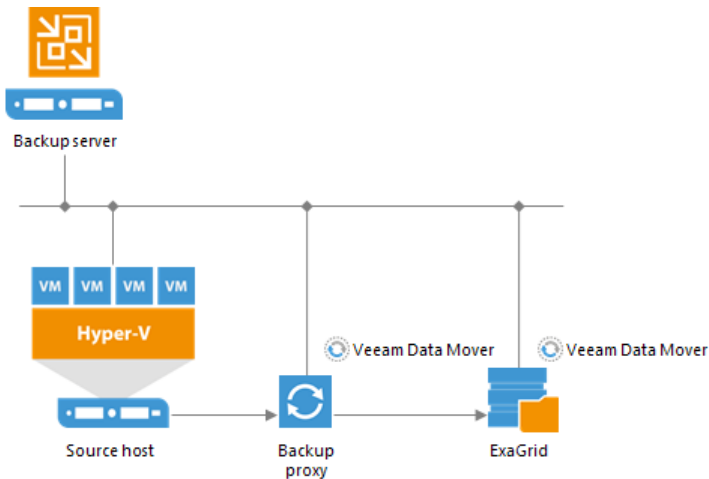 Backup server
VM VM VM VM
Hyper-V
Veeam Data Mover
Veeam Data Mover
Source host
Backup
proxy
ExaGrid